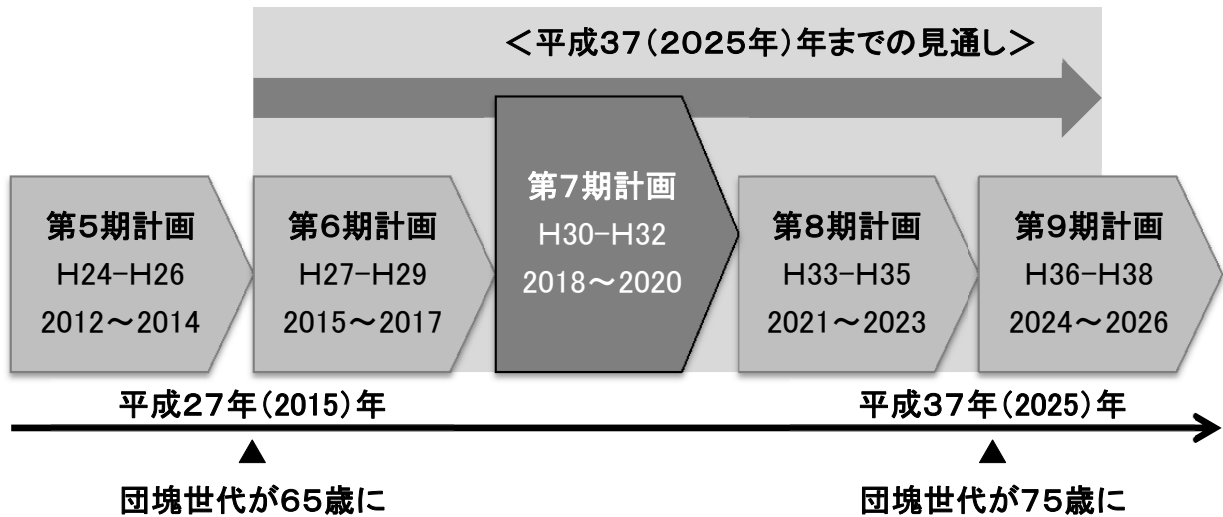 ＜平成３７（２０２５年）年までの見通し＞
第５期計画
H24－H26
2012～2014
第６期計画
H27－H29
2015～2017
第７期計画
H30－H32
2018～2020
第８期計画
H33－H35
2021～2023
第９期計画
H36－H38
2024～2026
平成２７年（2015）年
平成３７年（2025）年
団塊世代が６５歳に
団塊世代が７５歳に